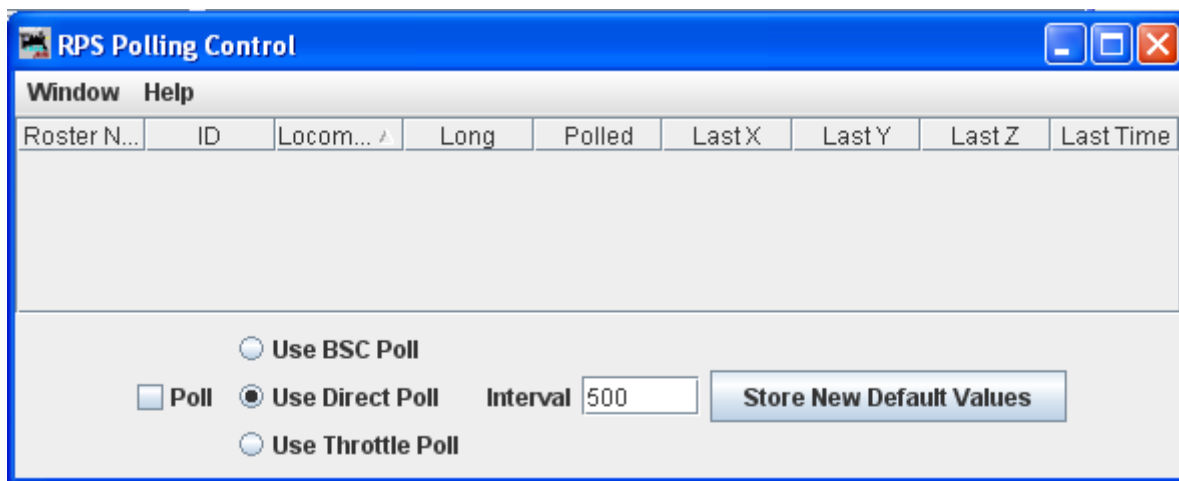 RPS Polling Control
Window Help
Roster N... ID Locom... Long Polled Last X Last Y Last Z Last Time
Use BSC Poll
Poll Use Direct Poll Interval 500 Store New Default Values
Use Throttle Poll